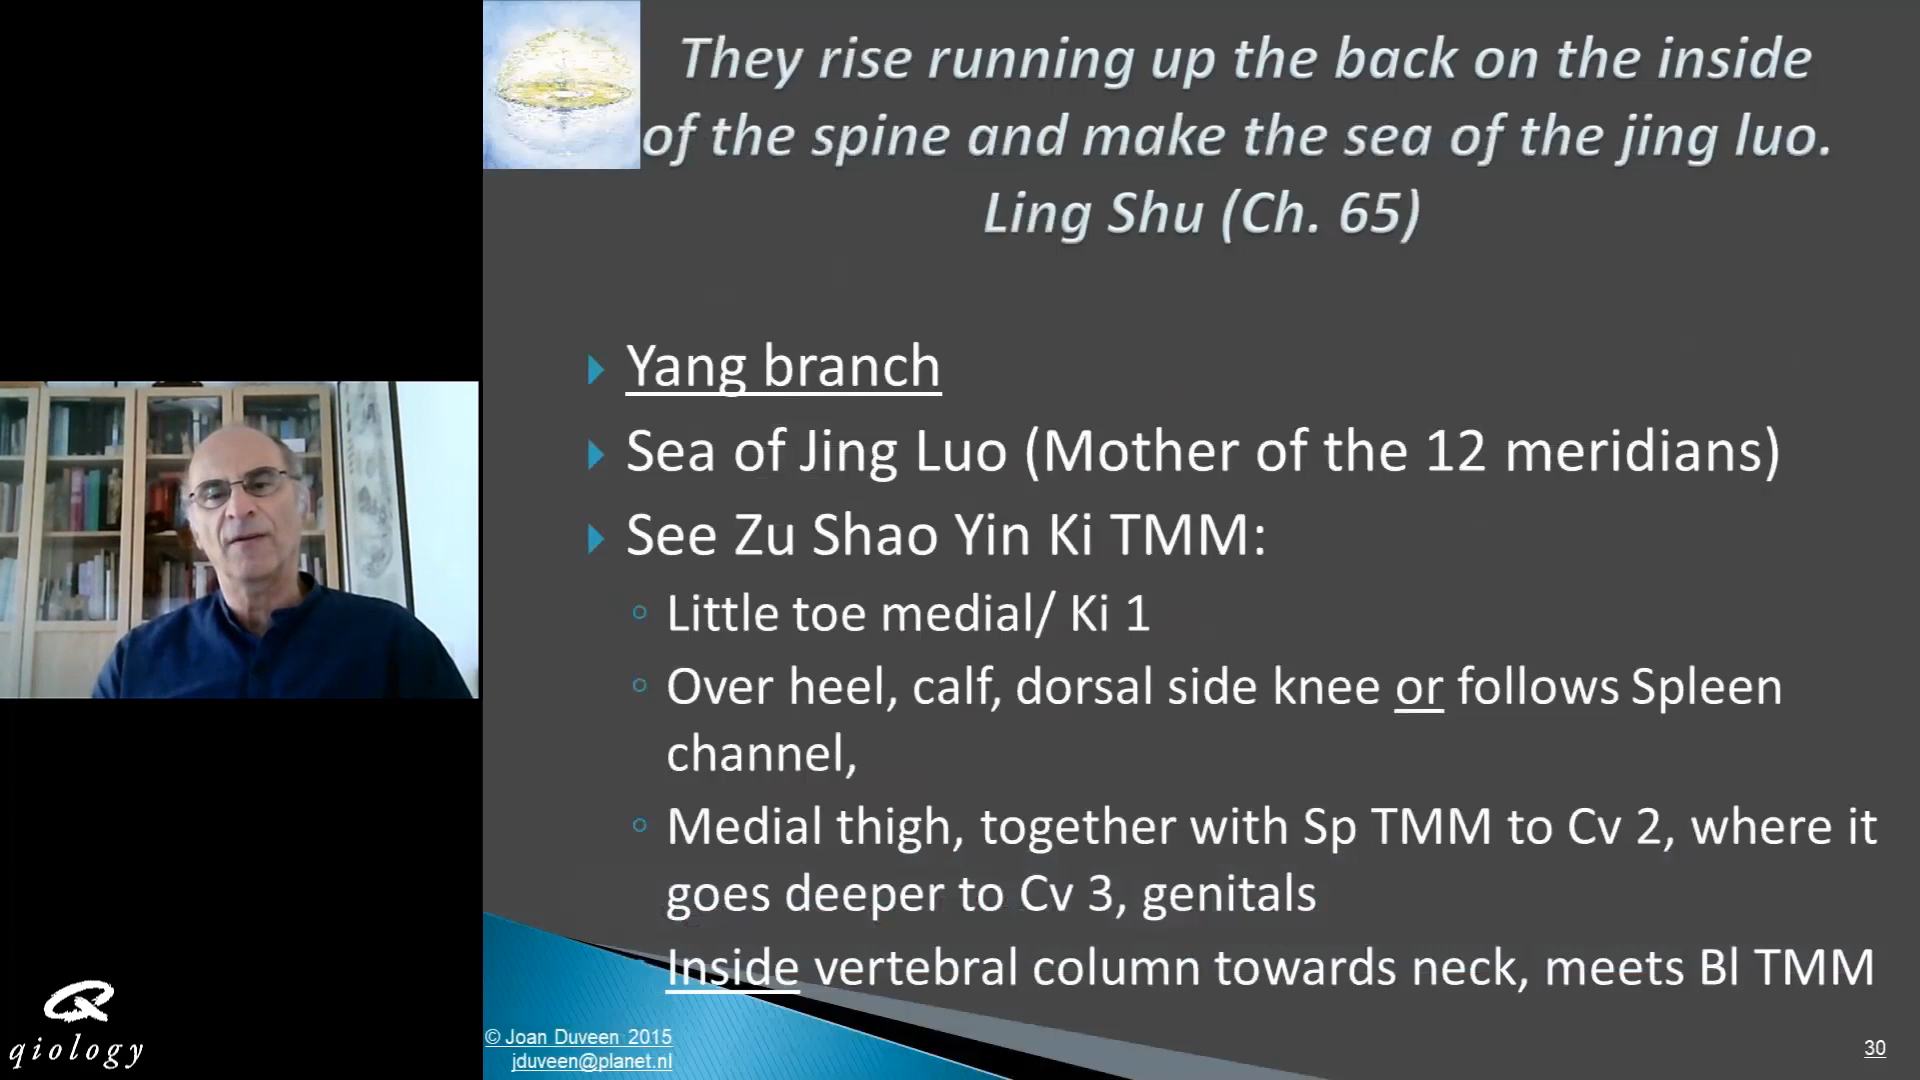 They rise running up the back on the inside
of the spine and make the sea of the jing luo.
Ling Shu (Ch. 65)
Yang branch
Sea of Jing Luo (Mother of the 12 meridians)
See Zu Shao Yin Ki TMM:
Little toe medial/ Ki 1
Over heel, calf, dorsal side knee or follows Spleen
channel,
Medial thigh, together with Sp TMM to Cv 2, where it
goes deeper to Cv 3, genitals
Inside vertebral column towards neck, meets Bl TMM
qiology
© Joan Duveen 2015
jduveen@planet.nl
30